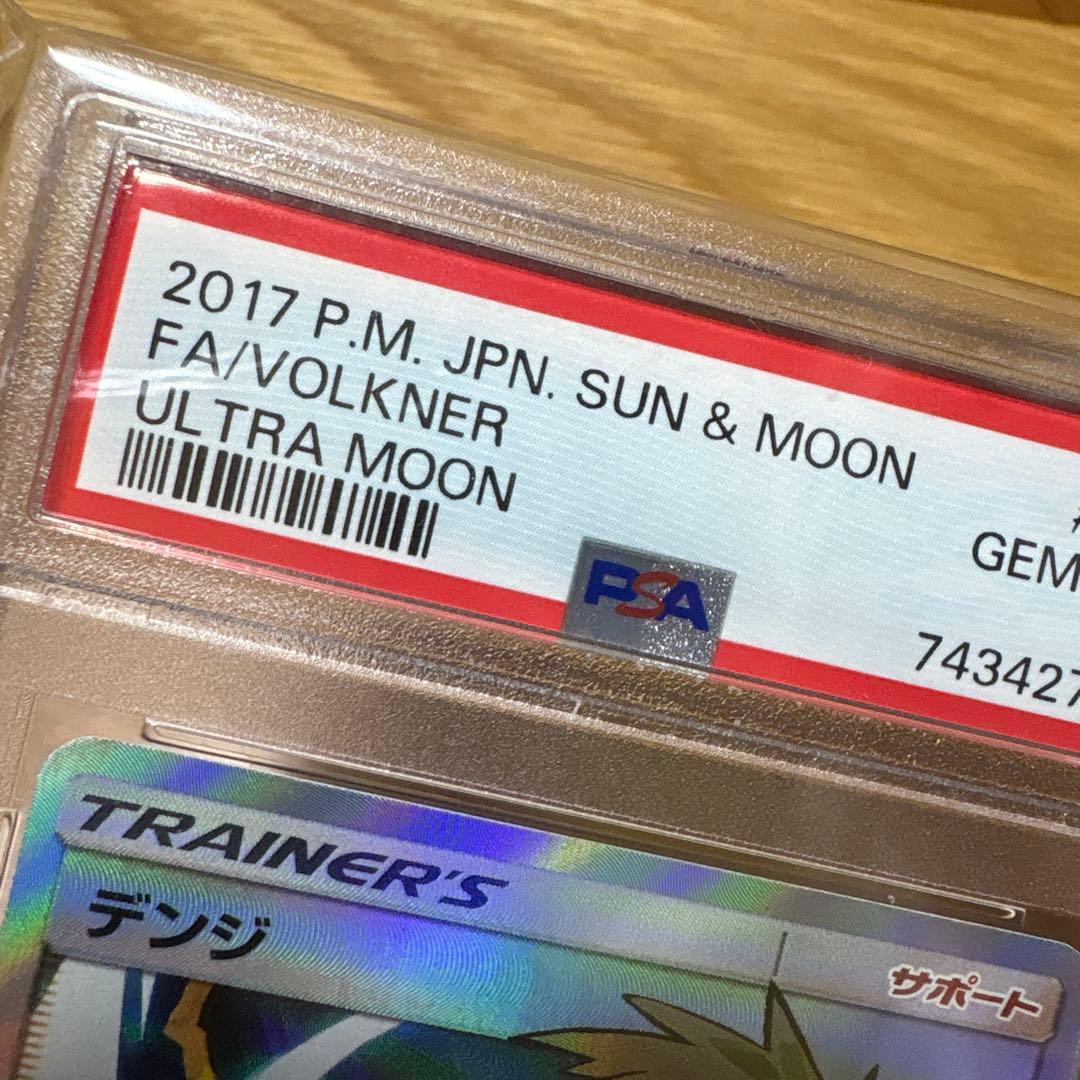 2017 P.M. JPN. SUN & MOON
FA/VOLKNER
ULTRA MOON
GEM
PSA
743427
TRAINER'S
デンジ
サポート